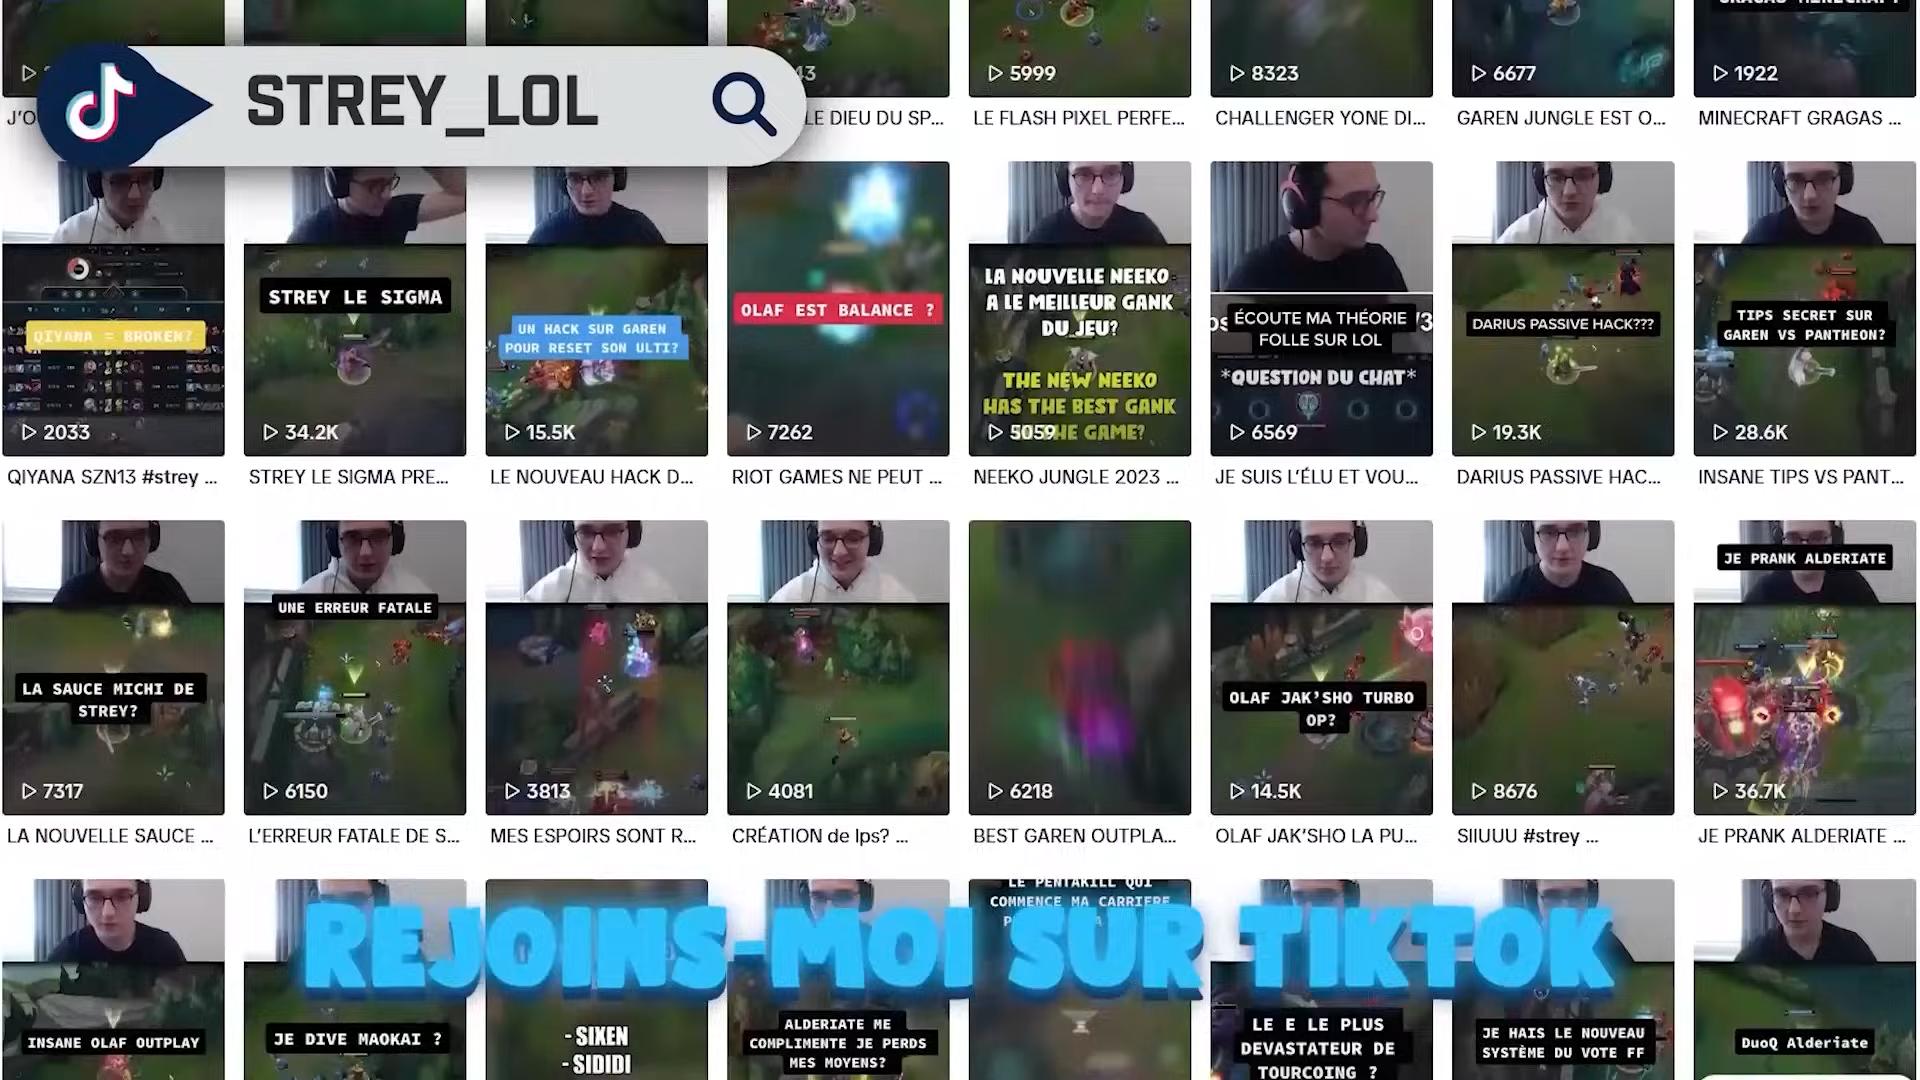 STREY_LOL
5999
8323
6677
1922
LE DIEU DU SP...
LE FLASH PIXEL PERFE...
CHALLENGER YONE DI...
GAREN JUNGLE EST O...
MINECRAFT GRAGAS ...
QIYANA = BROKEN?
2033
STREY LE SIGMA
34.2K
UN HACK SUR GAREN
POUR RESET SON ULTI?
15.5K
OLAF EST BALANCE ?
7262
LA NOUVELLE NEEKO
A LE MEILLEUR GANK
DU JEU?
THE NEW NEEKO
HAS THE BEST GANK
THE GAME?
5059
ÉCOUTE MA THÉORIE
FOLLE SUR LOL
*QUESTION DU CHAT*
6569
DARIUS PASSIVE HACK???
19.3K
TIPS SECRET SUR
GAREN VS PANTHEON?
28.6K
QIYANA SZN13 #strey ...
STREY LE SIGMA PRE...
LE NOUVEAU HACK D...
RIOT GAMES NE PEUT ...
NEEKO JUNGLE 2023 ...
JE SUIS L'ÉLU ET VOU...
DARIUS PASSIVE HAC...
INSANE TIPS VS PANT...
LA SAUCE MICHI DE
STREY?
7317
UNE ERREUR FATALE
6150
3813
4081
6218
OLAF JAK'SHO TURBO
OP?
14.5K
8676
JE PRANK ALDERIATE
36.7K
LA NOUVELLE SAUCE ...
L'ERREUR FATALE DE S...
MES ESPOIRS SONT R...
CRÉATION de lps? ...
BEST GAREN OUTPLA...
OLAF JAK'SHO LA PU...
SIIUUU #strey ...
JE PRANK ALDERIATE ...
LE PENTAKILL QUI
COMMENCE MA CARRIERE
REJOINS-MOI SUR TIKTOK
INSANE OLAF OUTPLAY
JE DIVE MAOKAI ?
- SIXEN
- SIDIDI
ALDERIATE ME
COMPLIMENTE JE PERDS
MES MOYENS?
LE E LE PLUS
DEVASTATEUR DE
TOURCOING ?
JE HAIS LE NOUVEAU
SYSTÈME DU VOTE FF
DuoQ Alderiate